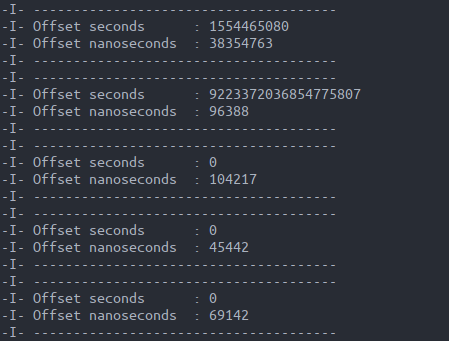 -I- --------------------------------------
-I- Offset seconds     : 1554465080
-I- Offset nanoseconds : 38354763
-I- --------------------------------------
-I- --------------------------------------
-I- Offset seconds     : 9223372036854775807
-I- Offset nanoseconds : 96388
-I- --------------------------------------
-I- --------------------------------------
-I- Offset seconds     : 0
-I- Offset nanoseconds : 104217
-I- --------------------------------------
-I- --------------------------------------
-I- Offset seconds     : 0
-I- Offset nanoseconds : 45442
-I- --------------------------------------
-I- --------------------------------------
-I- Offset seconds     : 0
-I- Offset nanoseconds : 69142
-I- --------------------------------------